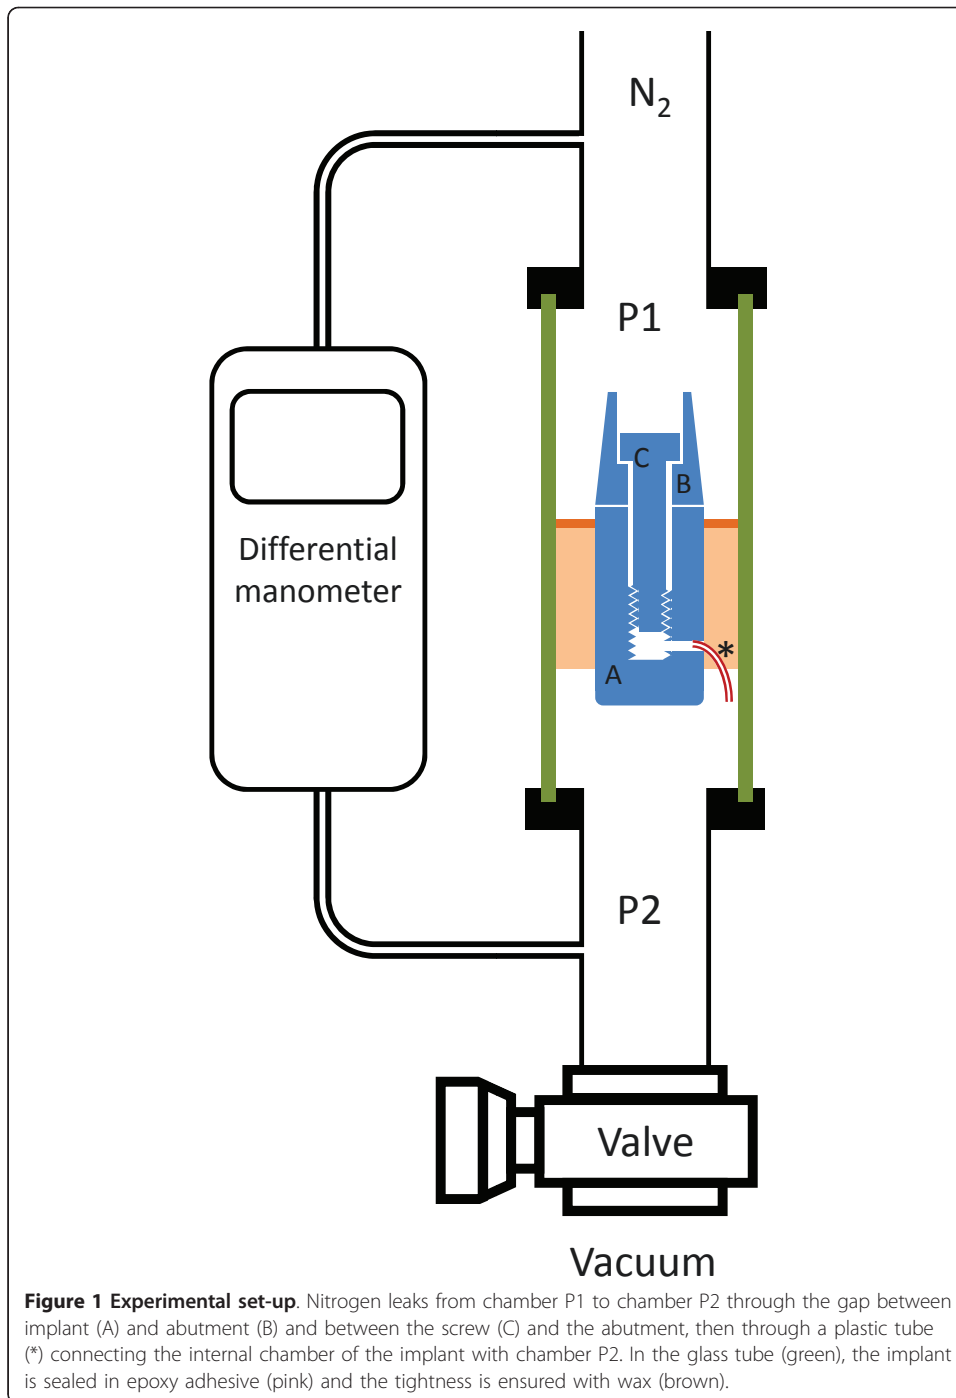 N2
P1
C
B
Differential
manometer
*
A
P2
Valve
Vacuum
Figure 1 Experimental set-up. Nitrogen leaks from chamber P1 to chamber P2 through the gap between
implant (A) and abutment (B) and between the screw (C) and the abutment, then through a plastic tube
(*) connecting the internal chamber of the implant with chamber P2. In the glass tube (green), the implant
is sealed in epoxy adhesive (pink) and the tightness is ensured with wax (brown).